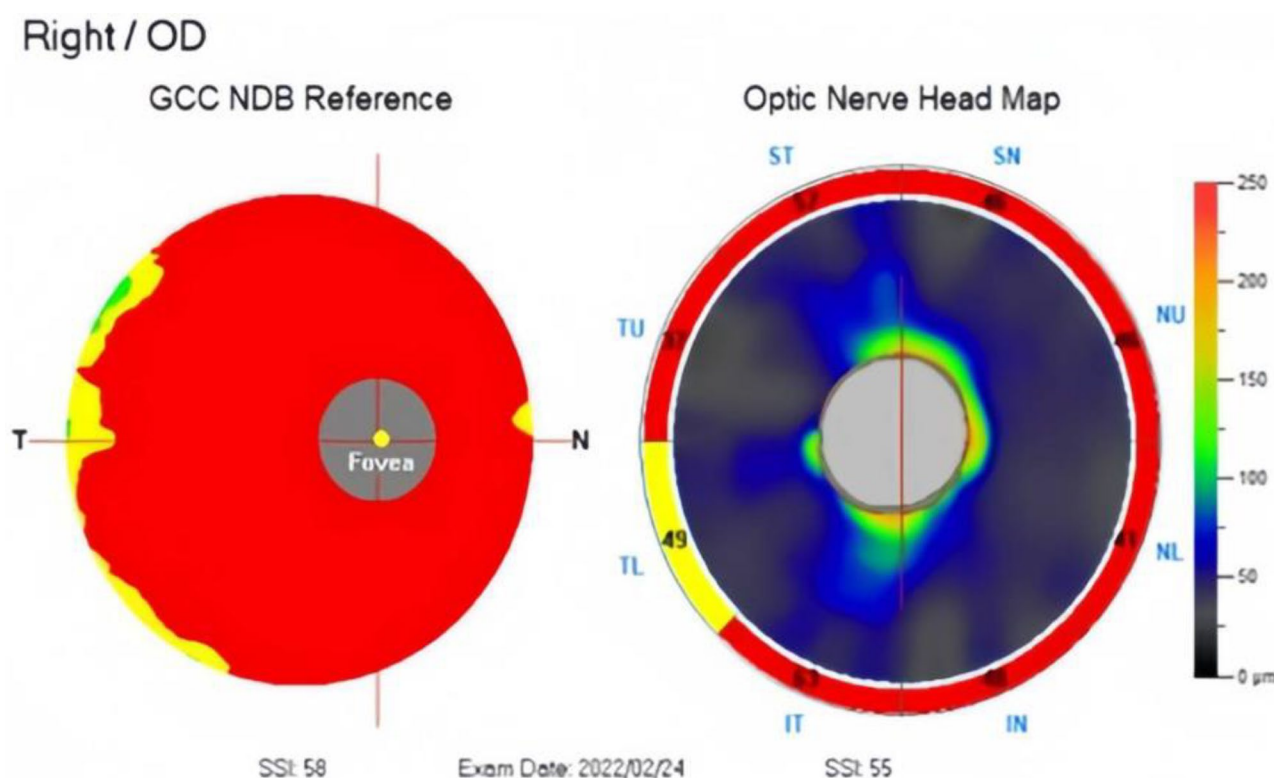 Right / OD
GCC NDB Reference
Optic Nerve Head Map
ST
SN
250
200
NU
TU
37
150
T
N
Fovea
100
49
41
TL
NL
50
0 µm
IT
IN
SSI: 58
Exam Date: 2022/02/24
SSI: 55